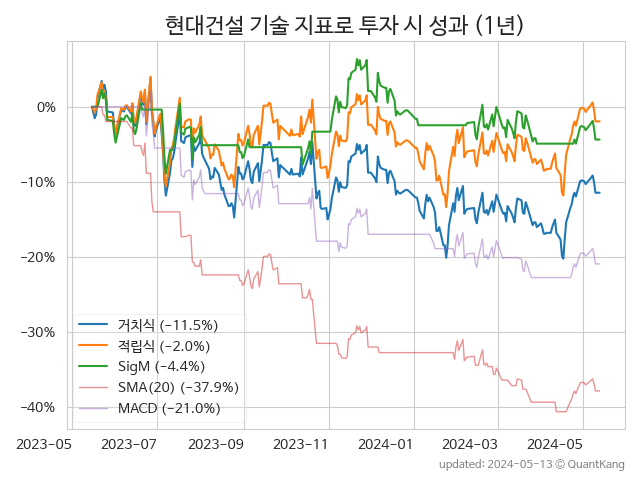 현대건설 기술 지표로 투자 시 성과 (1년)
0%
−10%
−20%
−30%
−40%
거치식 (−11.5%)
적립식 (−2.0%)
SigM (−4.4%)
SMA(20) (−37.9%)
MACD (−21.0%)
2023-05 2023-07 2023-09 2023-11 2024-01 2024-03 2024-05
updated: 2024-05-13 © QuantKang